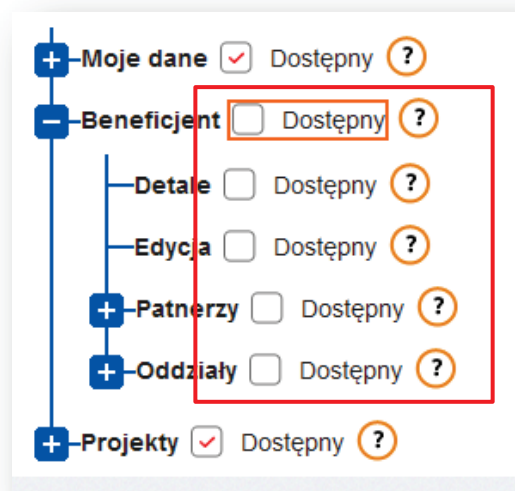 Moje dane Dostępny ?
Beneficjent Dostępny ?
Detale Dostępny ?
Edycja Dostępny ?
Patnerzy Dostępny ?
Oddziały Dostępny ?
Projekty Dostępny ?